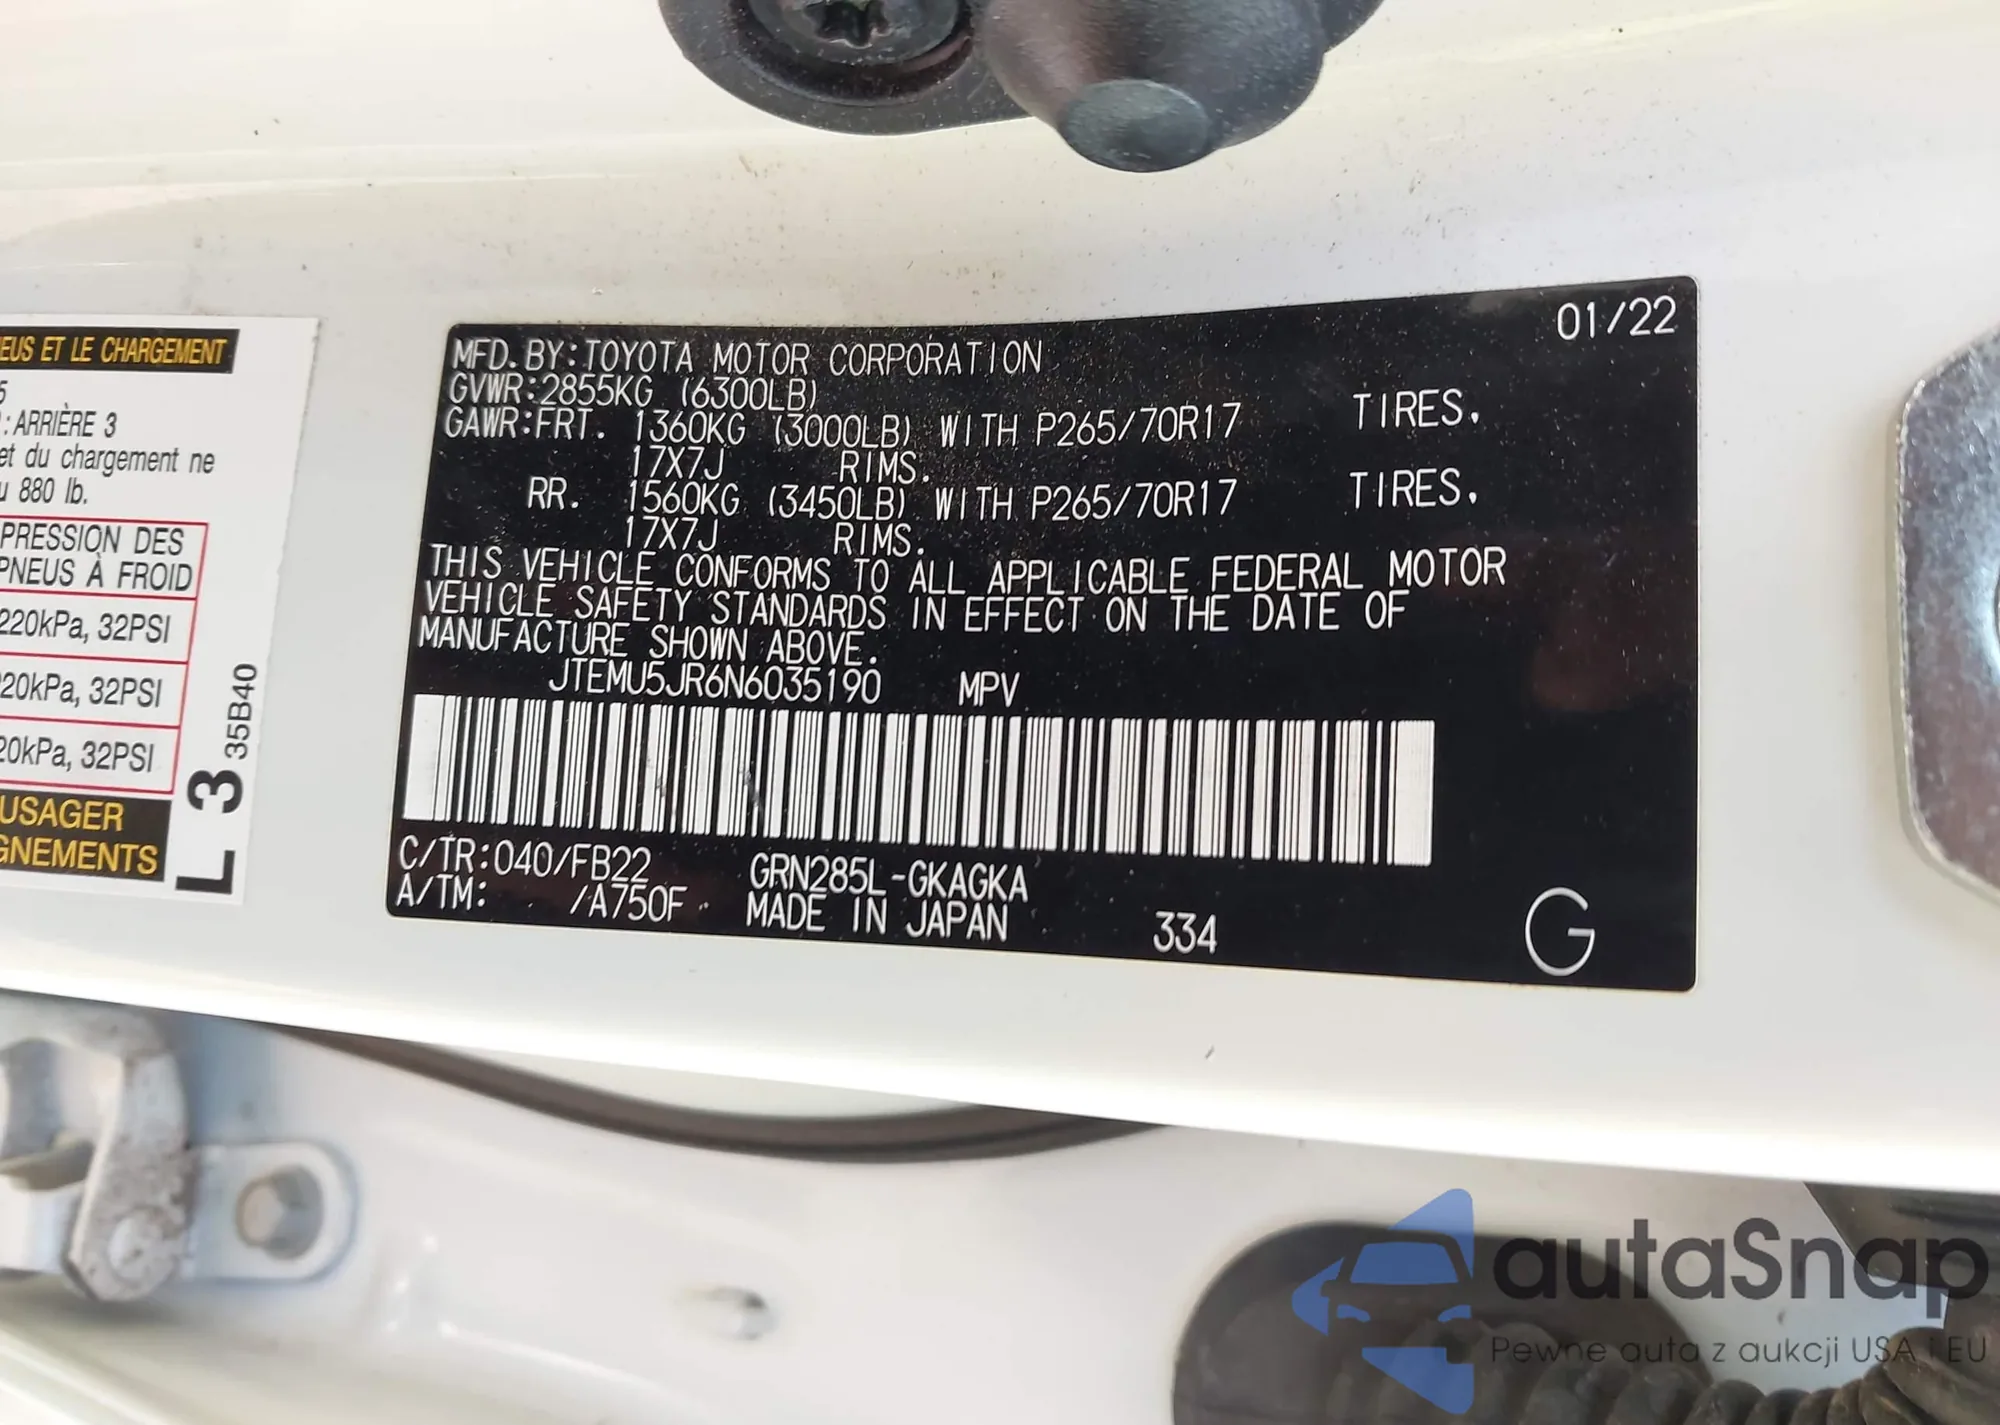 EUS ET LE CHARGEMENT
5
: ARRIÈRE 3
et du chargement ne
880 lb.
PRESSION DES
PNEUS À FROID
220kPa, 32PSI
20kPa, 32PSI
20kPa, 32PSI
USAGER
GNEMENTS
L 3 35B40
01/22
MFD.BY:TOYOTA MOTOR CORPORATION
GVWR:2855KG (6300LB)
GAWR:FRT. 1360KG (3000LB) WITH P265/70R17 TIRES.
17X7J RIMS.
RR. 1560KG (3450LB) WITH P265/70R17 TIRES.
17X7J RIMS.
THIS VEHICLE CONFORMS TO ALL APPLICABLE FEDERAL MOTOR
VEHICLE SAFETY STANDARDS IN EFFECT ON THE DATE OF
MANUFACTURE SHOWN ABOVE.
JTEMU5JR6N6035190 MPV
C/TR:040/FB22 GRN285L-GKAGKA
A/TM: /A750F MADE IN JAPAN 334 G
autaSnap
Pewne auta z aukcji USA i EU